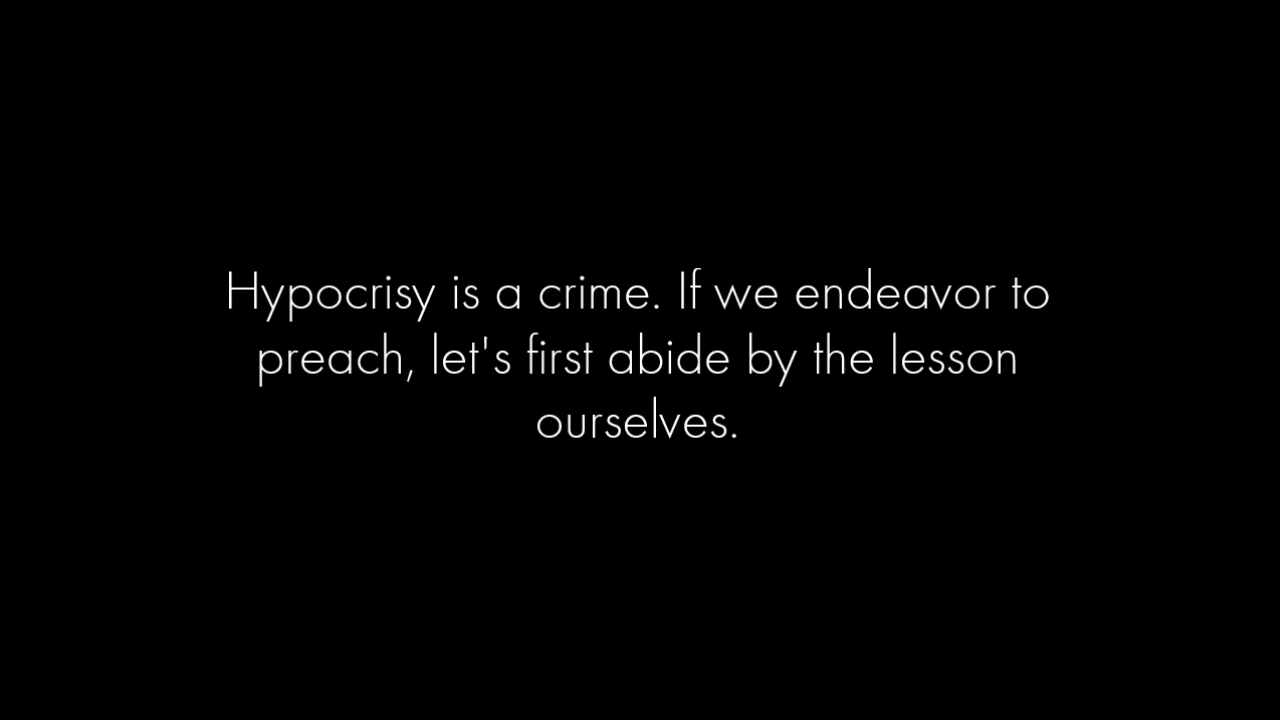 Hypocrisy is a crime. If we endeavor to
preach, let's first abide by the lesson
ourselves.